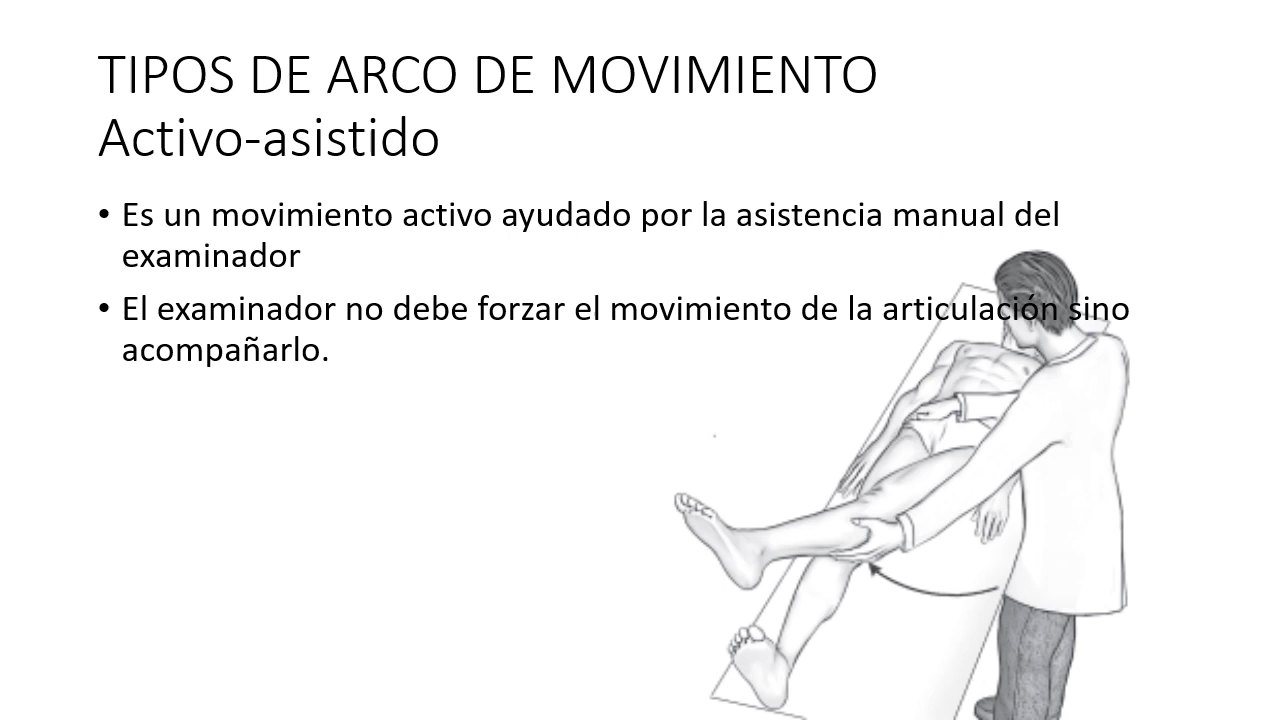 TIPOS DE ARCO DE MOVIMIENTO
Activo-asistido
• Es un movimiento activo ayudado por la asistencia manual del
examinador
• El examinador no debe forzar el movimiento de la articulación sino
acompañarlo.